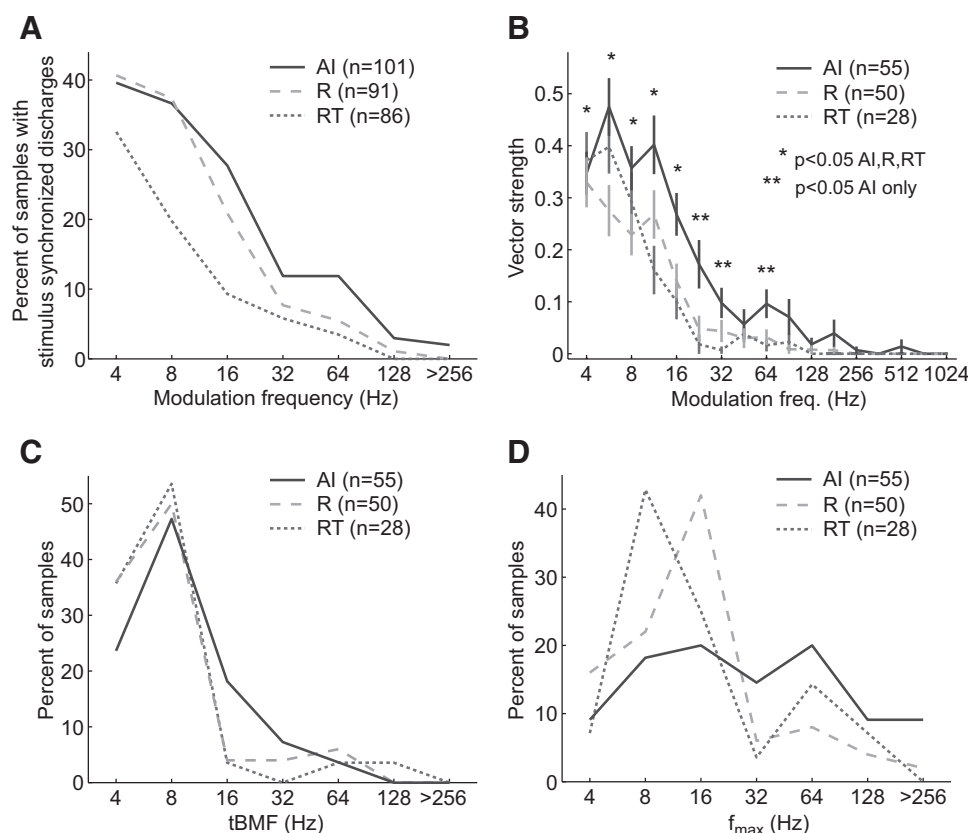 A
Percent of samples with
stimulus synchronized discharges
40
30
20
10
0
AI (n=101)
R (n=91)
RT (n=86)
4 8 16 32 64 128 >256
Modulation frequency (Hz)
B
Vector strength
0.5
0.4
0.3
0.2
0.1
0
* * * * * ** ** **
AI (n=55)
R (n=50)
RT (n=28)
* p<0.05 AI,R,RT
** p<0.05 AI only
4 8 16 32 64 128 256 512 1024
Modulation freq. (Hz)
C
Percent of samples
50
40
30
20
10
0
AI (n=55)
R (n=50)
RT (n=28)
4 8 16 32 64 128 >256
tBMF (Hz)
D
Percent of samples
40
30
20
10
0
AI (n=55)
R (n=50)
RT (n=28)
4 8 16 32 64 128 >256
fmax (Hz)